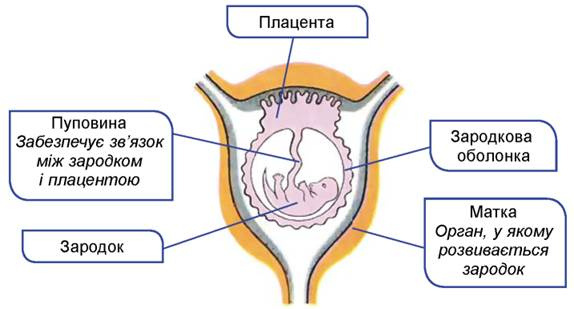 Плацента
Пуповина
Забезпечує зв’язок
між зародком
і плацентою
Зародкова
оболонка
Зародок
Матка
Орган, у якому
розвивається
зародок